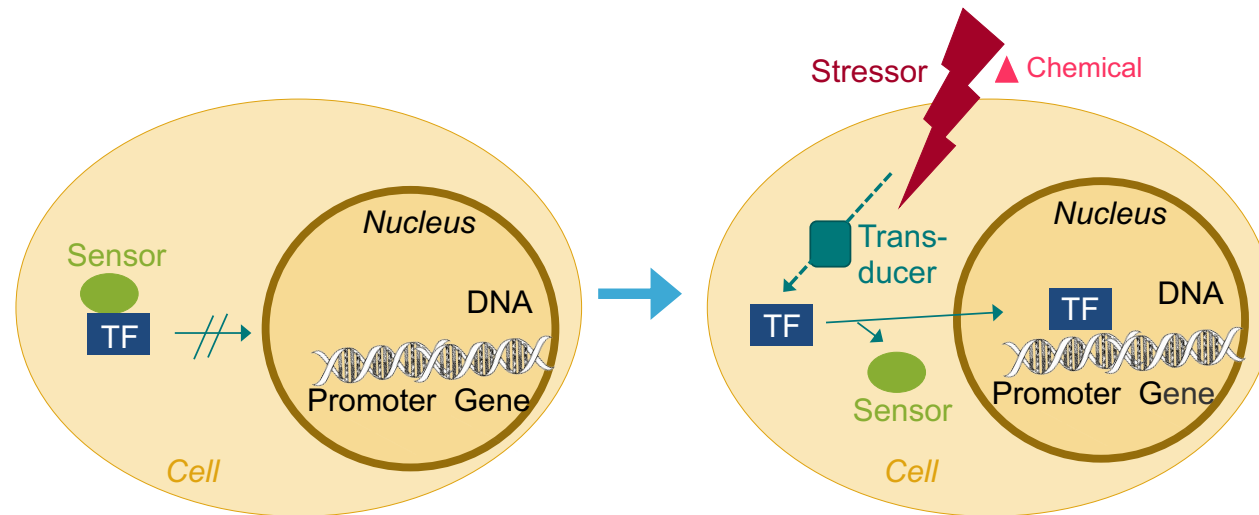 Nucleus
Sensor
TF
DNA
Promoter Gene
Cell
Stressor
Chemical
Nucleus
Trans-
ducer
TF
TF
DNA
Sensor
Promoter Gene
Cell